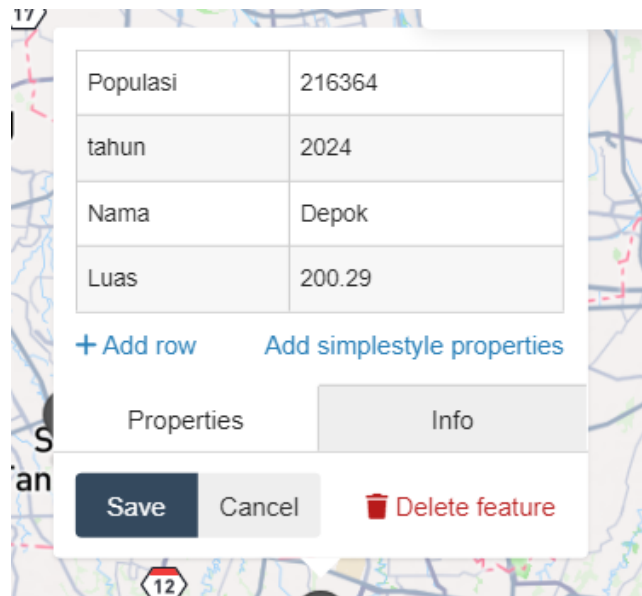 17
Populasi 216364
tahun 2024
Nama Depok
Luas 200.29
+ Add row Add simplestyle properties
Properties Info
S
an
Save Cancel Delete feature
12